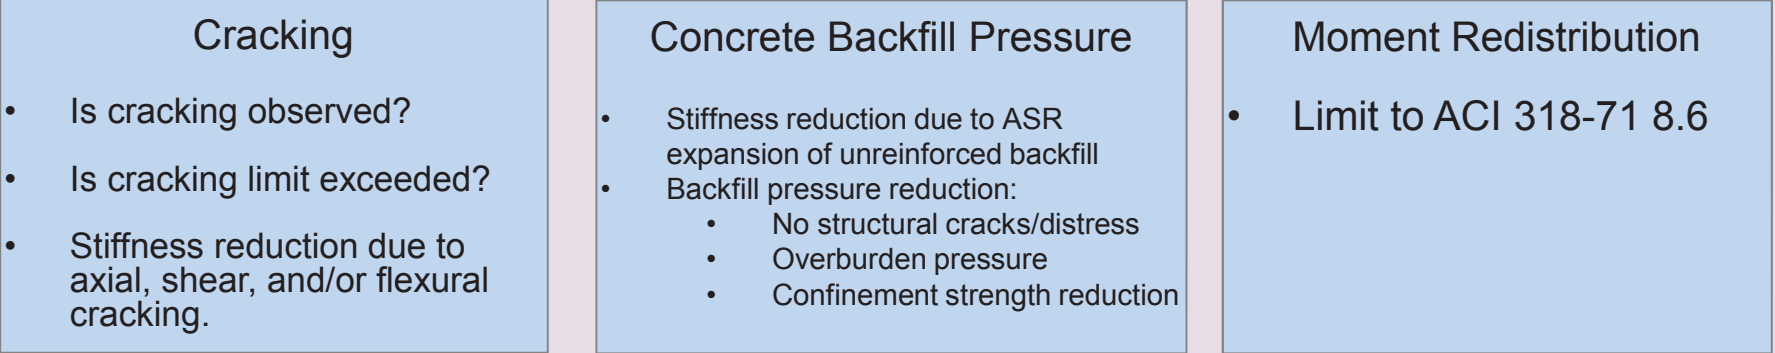 Cracking
• Is cracking observed?
• Is cracking limit exceeded?
• Stiffness reduction due to
axial, shear, and/or flexural
cracking.
Concrete Backfill Pressure
• Stiffness reduction due to ASR
expansion of unreinforced backfill
• Backfill pressure reduction:
• No structural cracks/distress
• Overburden pressure
• Confinement strength reduction
Moment Redistribution
• Limit to ACI 318-71 8.6